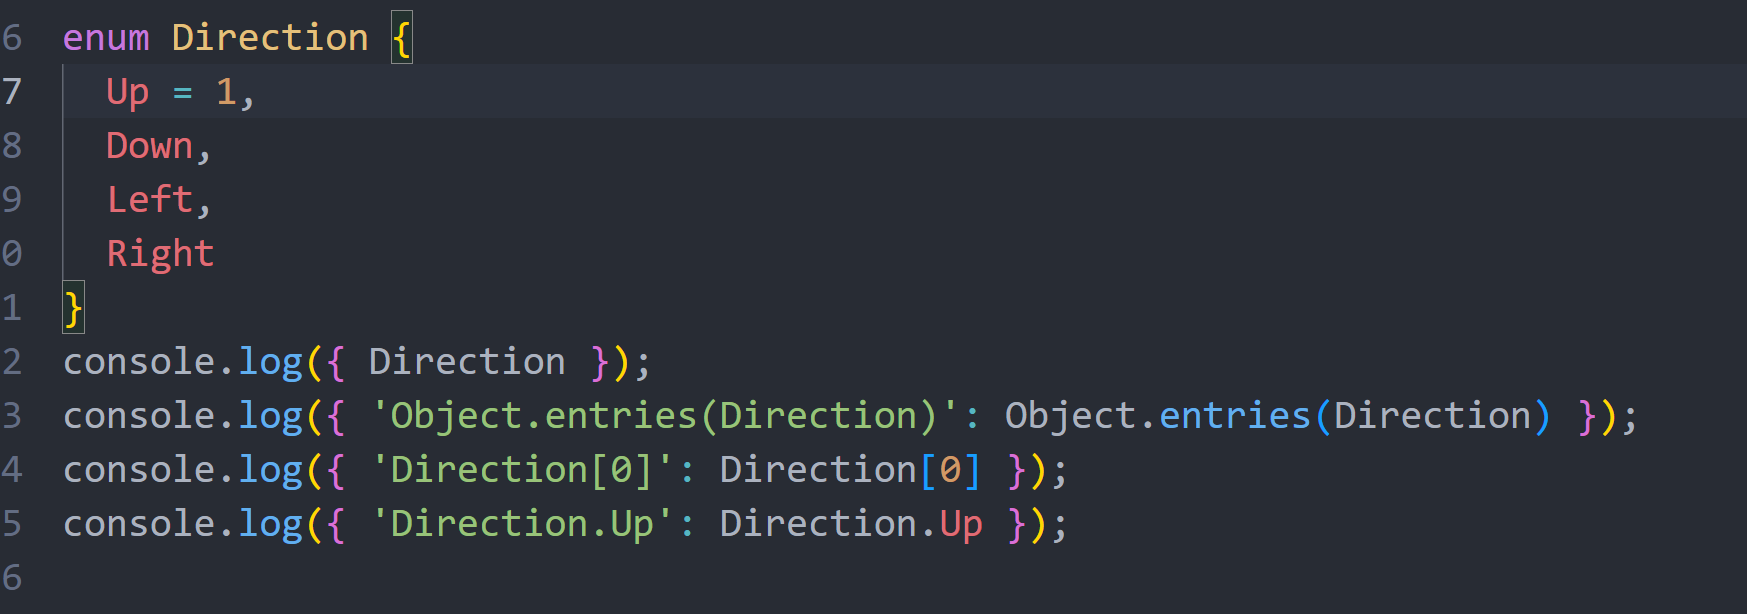 6 enum Direction {
7   Up = 1,
8   Down,
9   Left,
0   Right
1 }
2 console.log({ Direction });
3 console.log({ 'Object.entries(Direction)': Object.entries(Direction) });
4 console.log({ 'Direction[0]': Direction[0] });
5 console.log({ 'Direction.Up': Direction.Up });
6